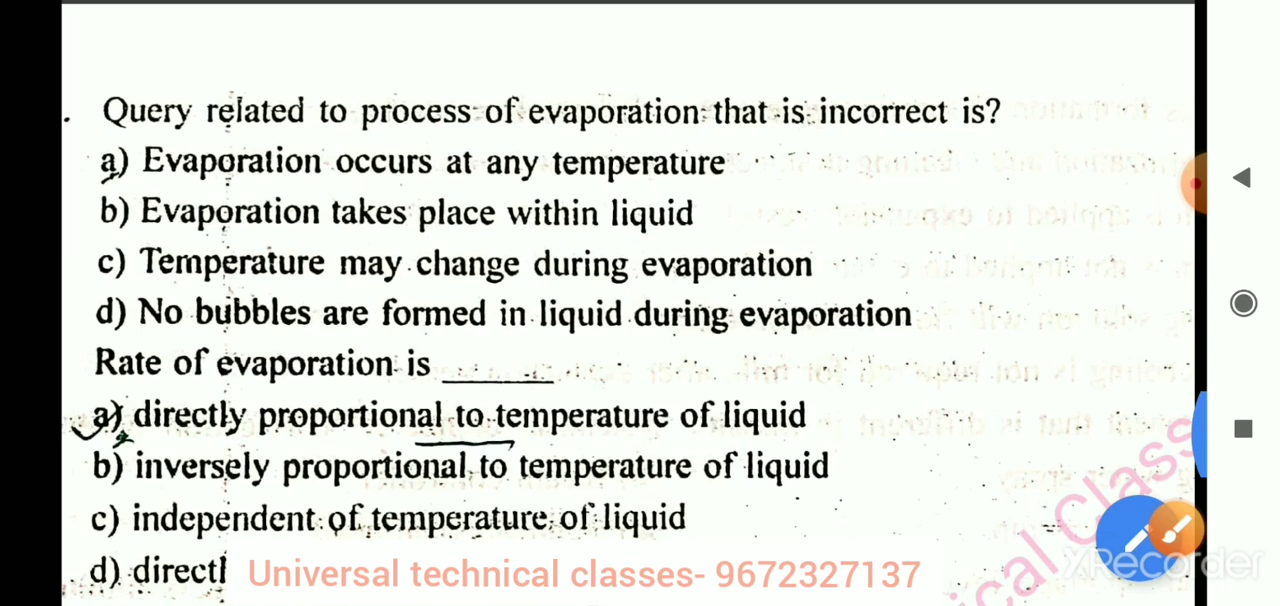 . Query related to process of evaporation that is incorrect is?
a) Evaporation occurs at any temperature
b) Evaporation takes place within liquid
c) Temperature may change during evaporation
d) No bubbles are formed in liquid during evaporation
Rate of evaporation is ______
a) directly proportional to temperature of liquid
b) inversely proportional to temperature of liquid
c) independent of temperature of liquid
d) directl
Universal technical classes- 9672327137
ical Class
XRecorder